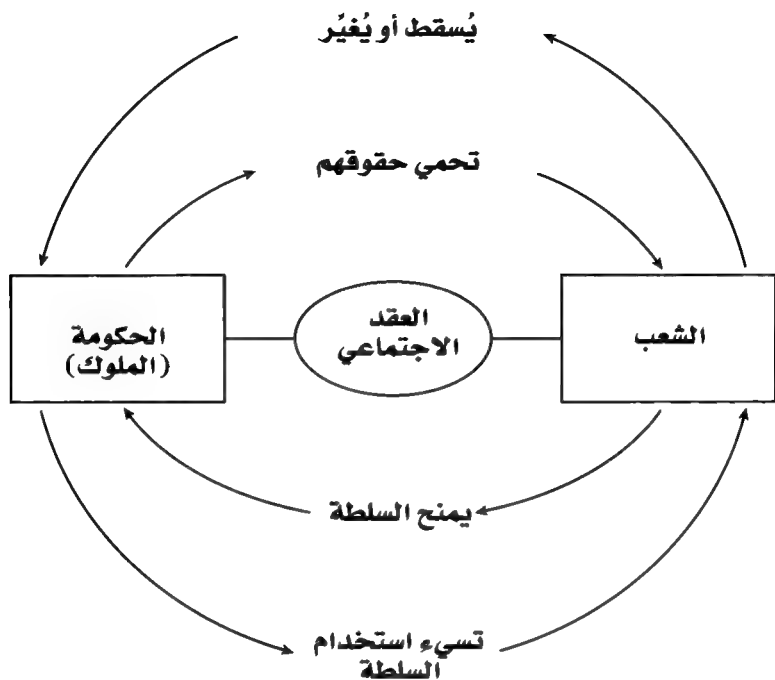 يُسقط أو يُغيِّر
تحمي حقوقهم
الشعب
العقد
الاجتماعي
الحكومة
(الملوك)
يمنح السلطة
تسيء استخدام
السلطة